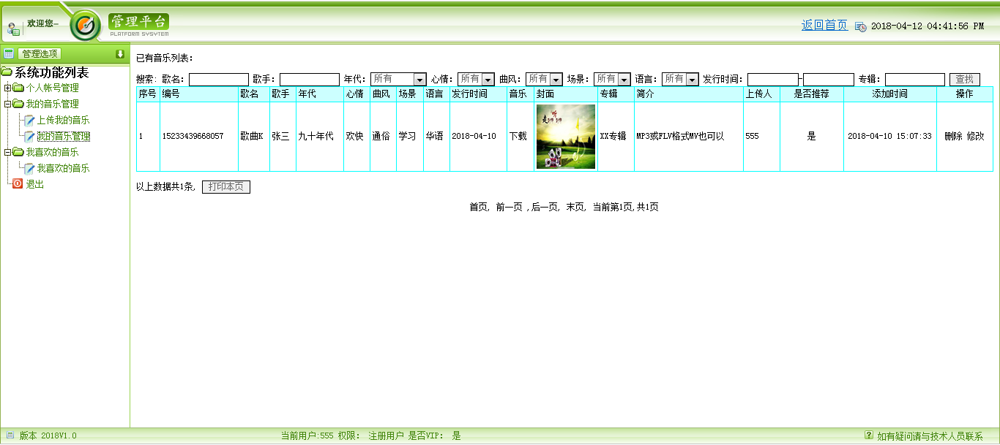 欢迎您—
管理平台
PLATFORM SYSYTEM
返回首页 2018-04-12 04:41:56 PM
管理选项
系统功能列表
个人帐号管理
我的音乐管理
上传我的音乐
我的音乐管理
我喜欢的音乐
我喜欢的音乐
退出
已有音乐列表:
搜索: 歌名: 歌手: 年代: 所有 心情: 所有 曲风: 所有 场景: 所有 语言: 所有 发行时间: - 专辑: 查找
序号 编号 歌名 歌手 年代 心情 曲风 场景 语言 发行时间 音乐 封面 专辑 简介 上传人 是否推荐 添加时间 操作
1 15233439668057 歌曲K 张三 九十年代 欢快 通俗 学习 华语 2018-04-10 下载 XX专辑 MP3或FLV格式MV也可以 555 是 2018-04-10 15:07:33 删除 修改
以上数据共1条, 打印本页
首页, 前一页 ,后一页, 末页, 当前第1页,共1页
版本 2018V1.0
当前用户:555 权限: 注册用户 是否VIP: 是
如有疑问请与技术人员联系